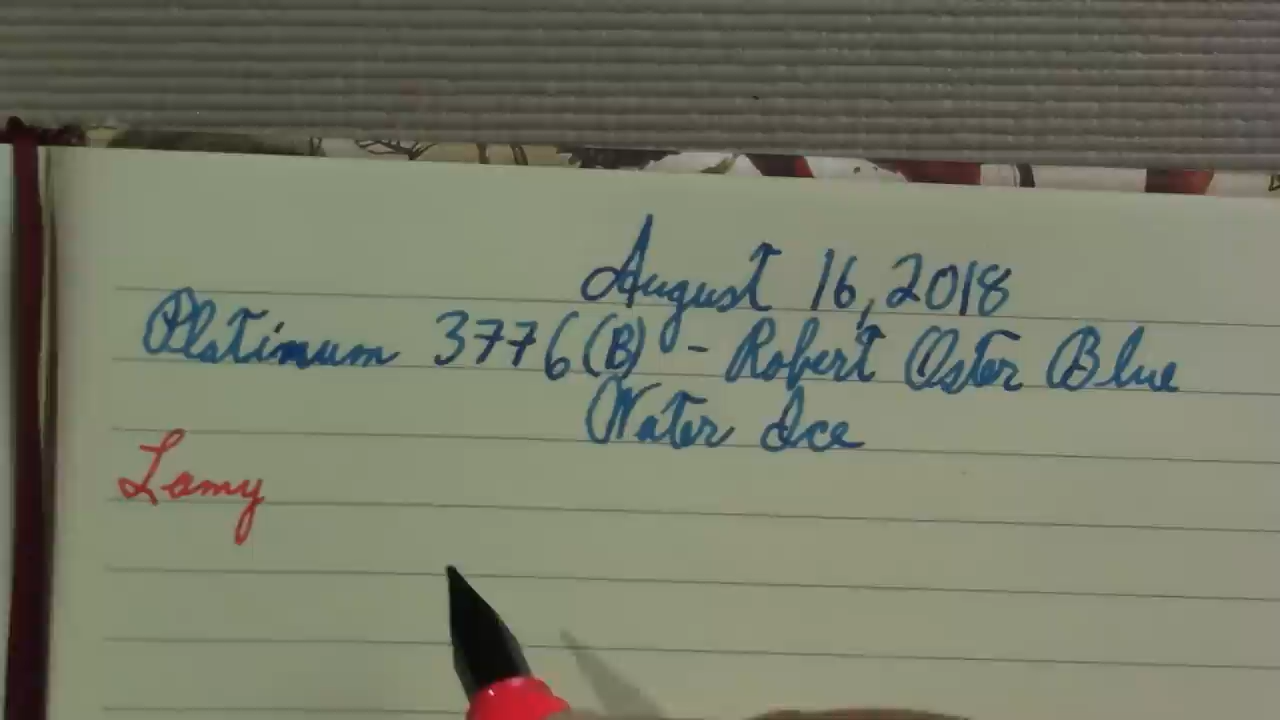 August 16, 2018
Platinum 3776 (B) - Robert Oster Blue
Water Ice
Lamy